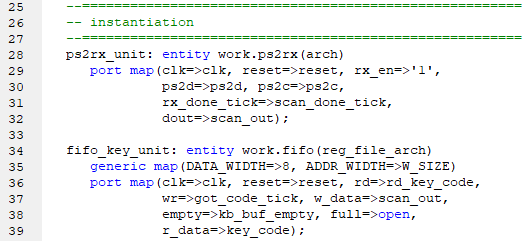 25 --===========================================================
26 -- instantiation
27 --===========================================================
28 ps2rx_unit: entity work.ps2rx(arch)
29 port map(clk=>clk, reset=>reset, rx_en=>'1',
30 ps2d=>ps2d, ps2c=>ps2c,
31 rx_done_tick=>scan_done_tick,
32 dout=>scan_out);
33
34 fifo_key_unit: entity work.fifo(reg_file_arch)
35 generic map(DATA_WIDTH=>8, ADDR_WIDTH=>W_SIZE)
36 port map(clk=>clk, reset=>reset, rd=>rd_key_code,
37 wr=>got_code_tick, w_data=>scan_out,
38 empty=>kb_buf_empty, full=>open,
39 r_data=>key_code);